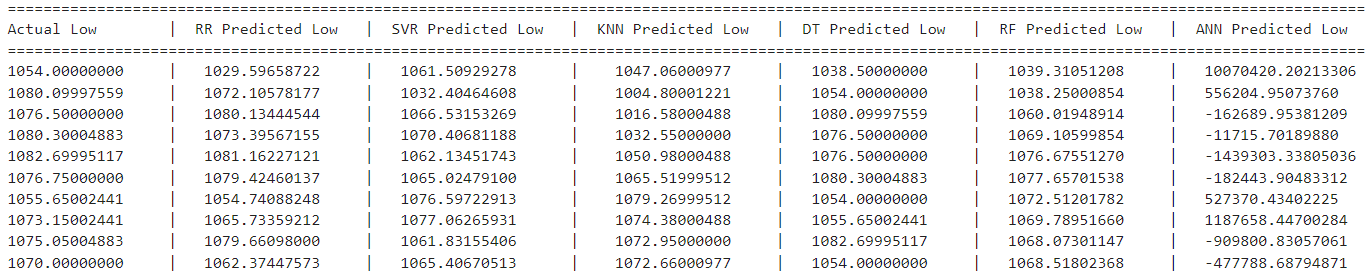 Actual Low | RR Predicted Low | SVR Predicted Low | KNN Predicted Low | DT Predicted Low | RF Predicted Low | ANN Predicted Low
1054.00000000 | 1029.59658722 | 1061.50929278 | 1047.06000977 | 1038.50000000 | 1039.31051208 | 10070420.20213306
1080.09997559 | 1072.10578177 | 1032.40464608 | 1004.80001221 | 1054.00000000 | 1038.25000854 | 556204.95073760
1076.50000000 | 1080.13444544 | 1066.53153269 | 1016.58000488 | 1080.09997559 | 1060.01948914 | -162689.95381209
1080.30004883 | 1073.39567155 | 1070.40681188 | 1032.55000000 | 1076.50000000 | 1069.10599854 | -11715.70189880
1082.69995117 | 1081.16227121 | 1062.13451743 | 1050.98000488 | 1076.50000000 | 1076.67551270 | -1439303.33805036
1076.75000000 | 1079.42460137 | 1065.02479100 | 1065.51999512 | 1080.30004883 | 1077.65701538 | -182443.90483312
1055.65002441 | 1054.74088248 | 1076.59722913 | 1079.26999512 | 1054.00000000 | 1072.51201782 | 527370.43402225
1073.15002441 | 1065.73359212 | 1077.06265931 | 1074.38000488 | 1055.65002441 | 1069.78951660 | 1187658.44700284
1075.05004883 | 1079.66098000 | 1061.83155406 | 1072.95000000 | 1082.69995117 | 1068.07301147 | -909800.83057061
1070.00000000 | 1062.37447573 | 1065.40670513 | 1072.66000977 | 1054.00000000 | 1068.51802368 | -477788.68794871